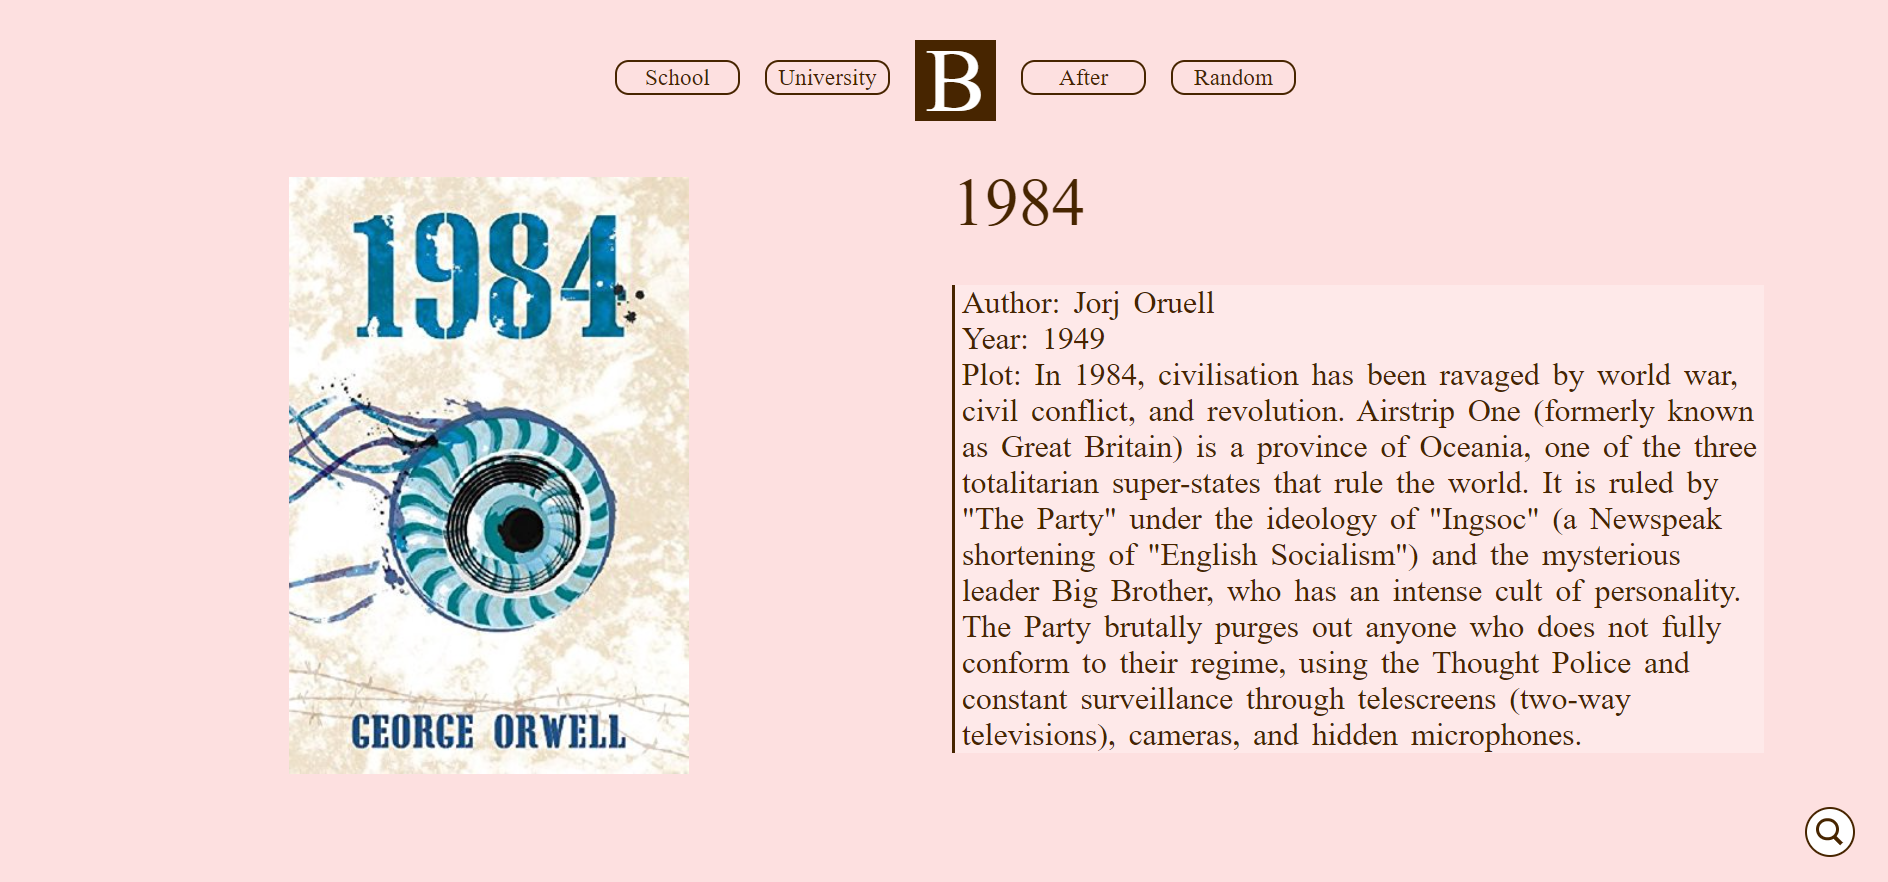 School
University
B
After
Random
1984
GEORGE ORWELL
1984
Author: Jorj Oruell
Year: 1949
Plot: In 1984, civilisation has been ravaged by world war,
civil conflict, and revolution. Airstrip One (formerly known
as Great Britain) is a province of Oceania, one of the three
totalitarian super-states that rule the world. It is ruled by
"The Party" under the ideology of "Ingsoc" (a Newspeak
shortening of "English Socialism") and the mysterious
leader Big Brother, who has an intense cult of personality.
The Party brutally purges out anyone who does not fully
conform to their regime, using the Thought Police and
constant surveillance through telescreens (two-way
televisions), cameras, and hidden microphones.